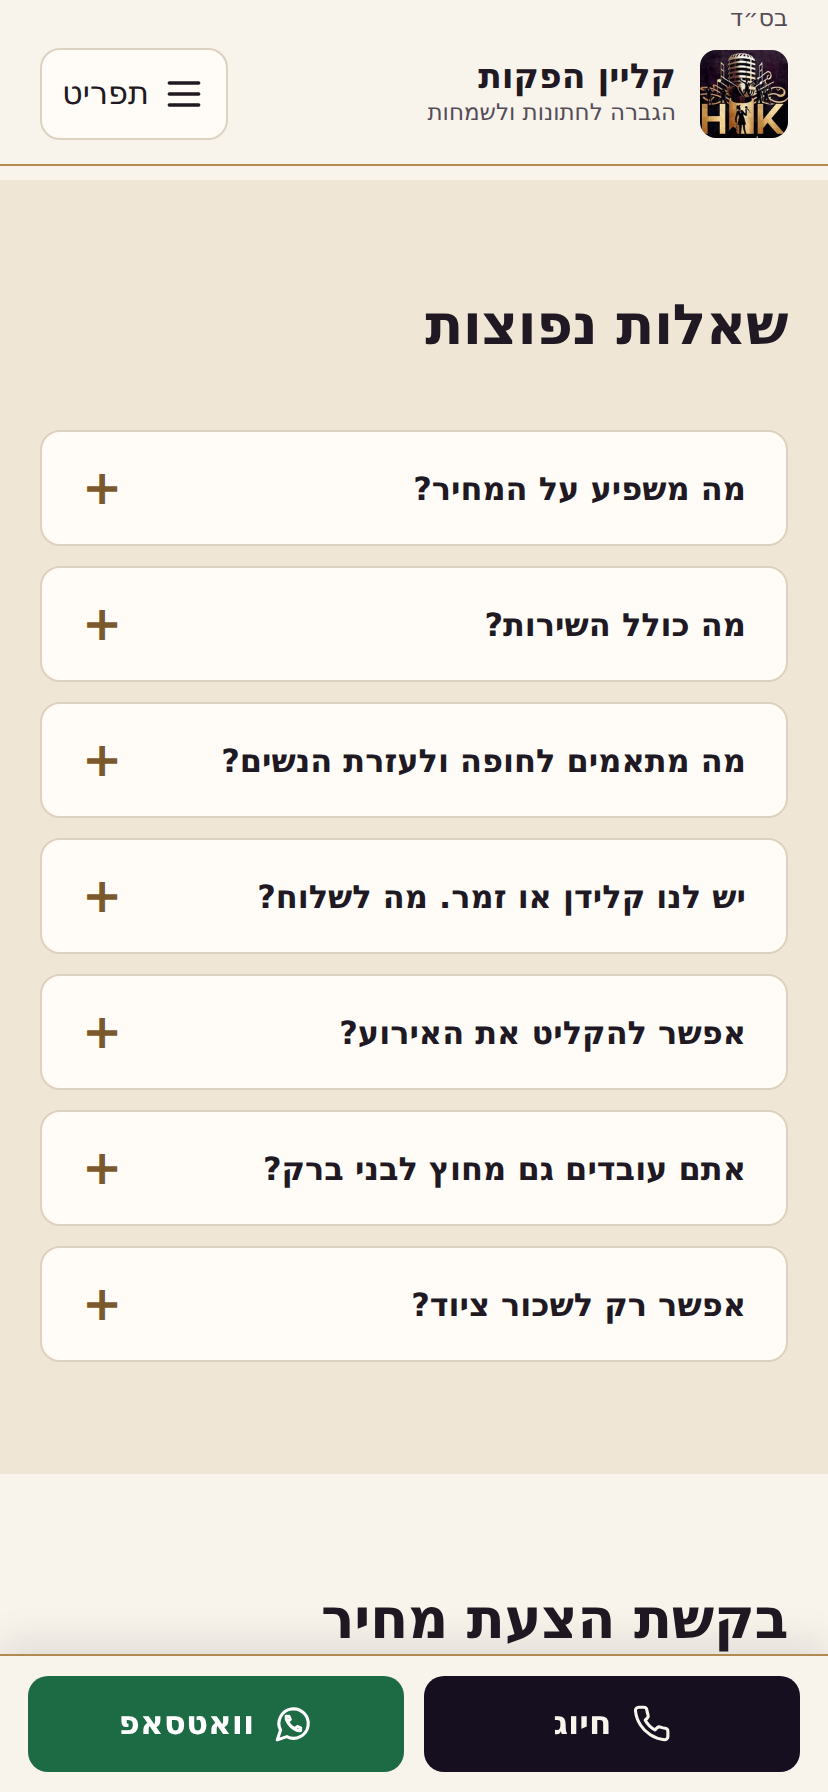 בס״ד
קליין הפקות
הגברה לחתונות ולשמחות
HK
תפריט
שאלות נפוצות
מה משפיע על המחיר?
+
מה כולל השירות?
+
מה מתאמים לחופה ולעזרת הנשים?
+
יש לנו קלידן או זמר. מה לשלוח?
+
אפשר להקליט את האירוע?
+
אתם עובדים גם מחוץ לבני ברק?
+
אפשר רק לשכור ציוד?
+
בקשת הצעת מחיר
חיוג
וואטסאפ